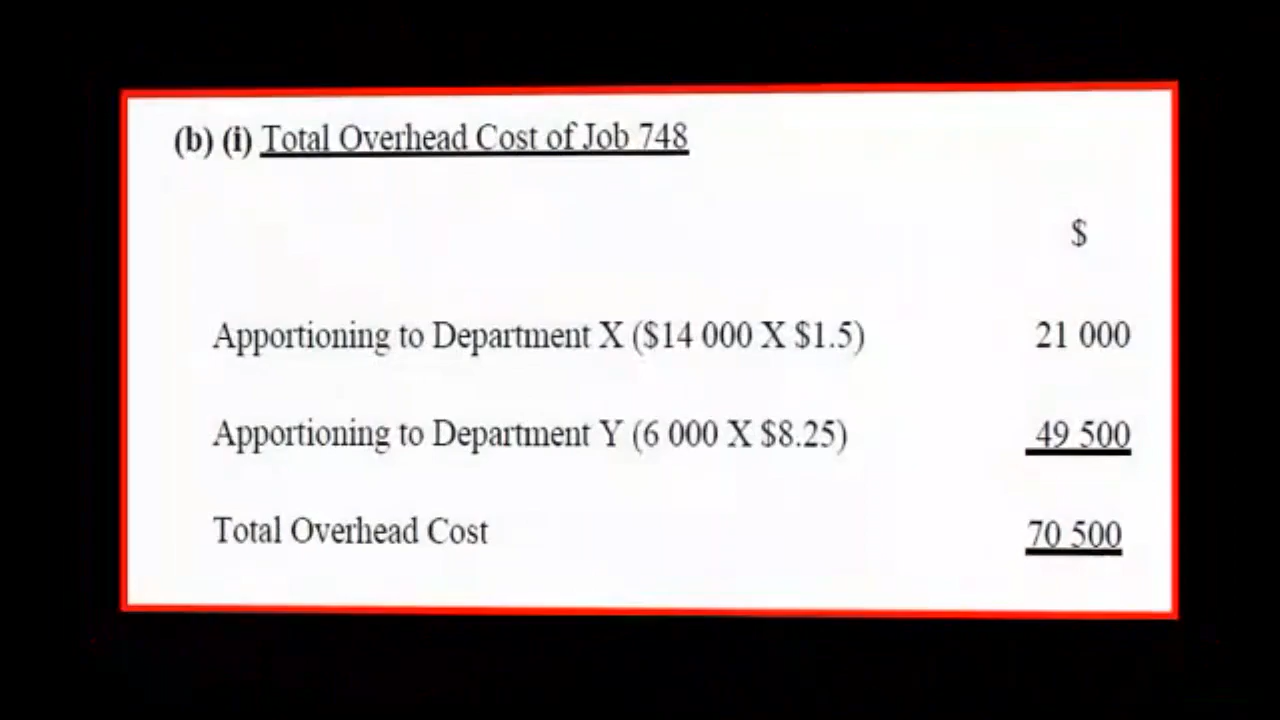 (b) (i) Total Overhead Cost of Job 748
$
Apportioning to Department X ($14 000 X $1.5) 21 000
Apportioning to Department Y (6 000 X $8.25) 49 500
Total Overhead Cost 70 500